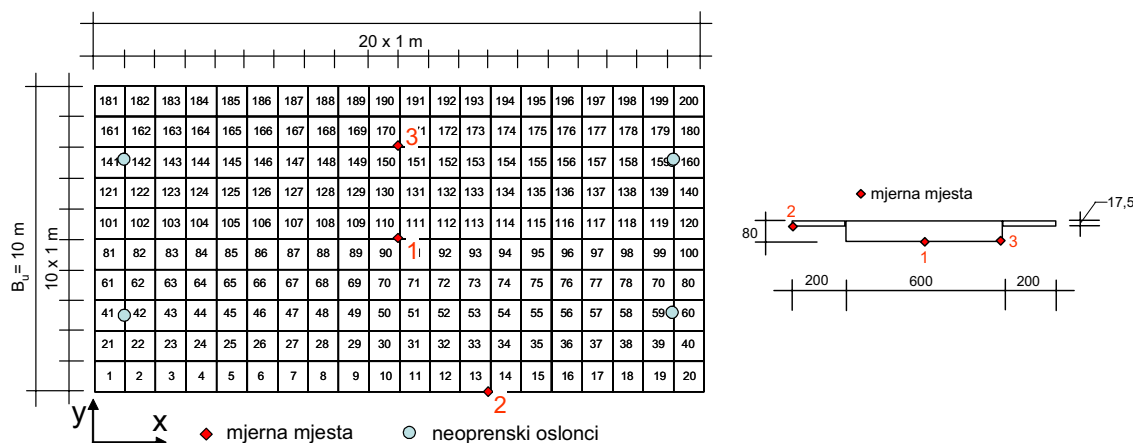 20 x 1 m
B_u = 10 m
10 x 1 m
181 182 183 184 185 186 187 188 189 190 191 192 193 194 195 196 197 198 199 200
161 162 163 164 165 166 167 168 169 170 71 172 173 174 175 176 177 178 179 180
3
141 142 143 144 145 146 147 148 149 150 151 152 153 154 155 156 157 158 159 160
121 122 123 124 125 126 127 128 129 130 131 132 133 134 135 136 137 138 139 140
101 102 103 104 105 106 107 108 109 110 111 112 113 114 115 116 117 118 119 120
81 82 83 84 85 86 87 88 89 90 91 92 93 94 95 96 97 98 99 100
1
61 62 63 64 65 66 67 68 69 70 71 72 73 74 75 76 77 78 70 80
41 42 43 44 45 46 47 48 49 50 51 52 53 54 55 56 57 58 59 60
21 22 23 24 25 26 27 28 29 30 31 32 33 34 35 36 37 38 39 40
1 2 3 4 5 6 7 8 9 10 11 12 13 14 15 16 17 18 19 20
2
y
x
mjerna mjesta
neoprenski oslonci
mjerna mjesta
17,5
2
80
1
3
200 600 200